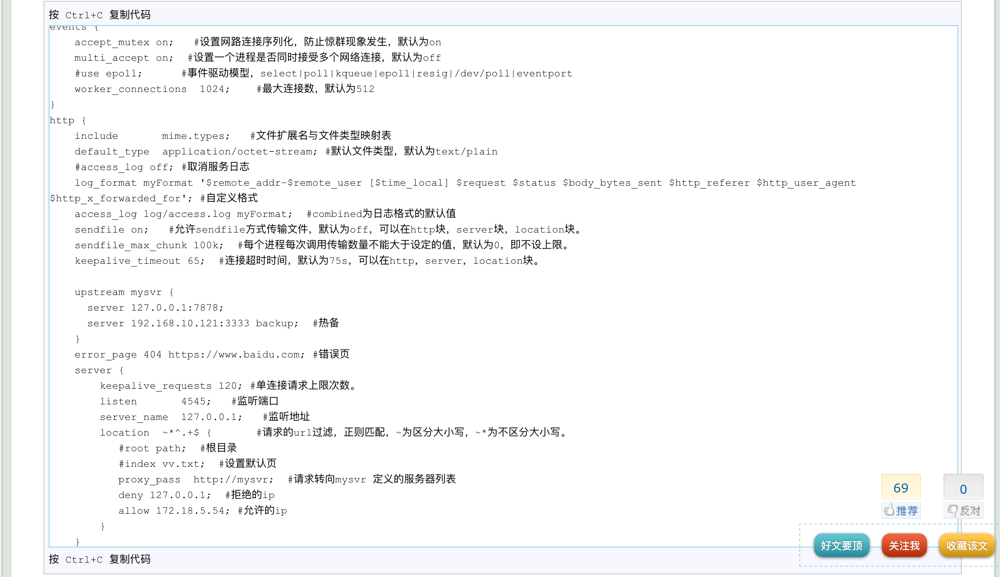 按 Ctrl+C 复制代码
events {
    accept_mutex on;   #设置网路连接序列化，防止惊群现象发生，默认为on
    multi_accept on;  #设置一个进程是否同时接受多个网络连接，默认为off
    #use epoll;      #事件驱动模型，select|poll|kqueue|epoll|resig|/dev/poll|eventport
    worker_connections  1024;    #最大连接数，默认为512
}
http {
    include       mime.types;   #文件扩展名与文件类型映射表
    default_type  application/octet-stream; #默认文件类型，默认为text/plain
    #access_log off; #取消服务日志
    log_format myFormat '$remote_addr–$remote_user [$time_local] $request $status $body_bytes_sent $http_referer $http_user_agent
$http_x_forwarded_for'; #自定义格式
    access_log log/access.log myFormat;  #combined为日志格式的默认值
    sendfile on;   #允许sendfile方式传输文件，默认为off，可以在http块，server块，location块。
    sendfile_max_chunk 100k;  #每个进程每次调用传输数量不能大于设定的值，默认为0，即不设上限。
    keepalive_timeout 65;  #连接超时时间，默认为75s，可以在http，server，location块。

    upstream mysvr {
      server 127.0.0.1:7878;
      server 192.168.10.121:3333 backup;  #热备
    }
    error_page 404 https://www.baidu.com; #错误页
    server {
        keepalive_requests 120; #单连接请求上限次数。
        listen       4545;   #监听端口
        server_name  127.0.0.1;   #监听地址
        location  ~*^.+$ {       #请求的url过滤，正则匹配，~为区分大小写，~*为不区分大小写。
           #root path;  #根目录
           #index vv.txt;  #设置默认页
           proxy_pass  http://mysvr;  #请求转向mysvr 定义的服务器列表
           deny 127.0.0.1;  #拒绝的ip
           allow 172.18.5.54; #允许的ip
        }
    }
按 Ctrl+C 复制代码
69 0
推荐 反对
好文要顶 关注我 收藏该文